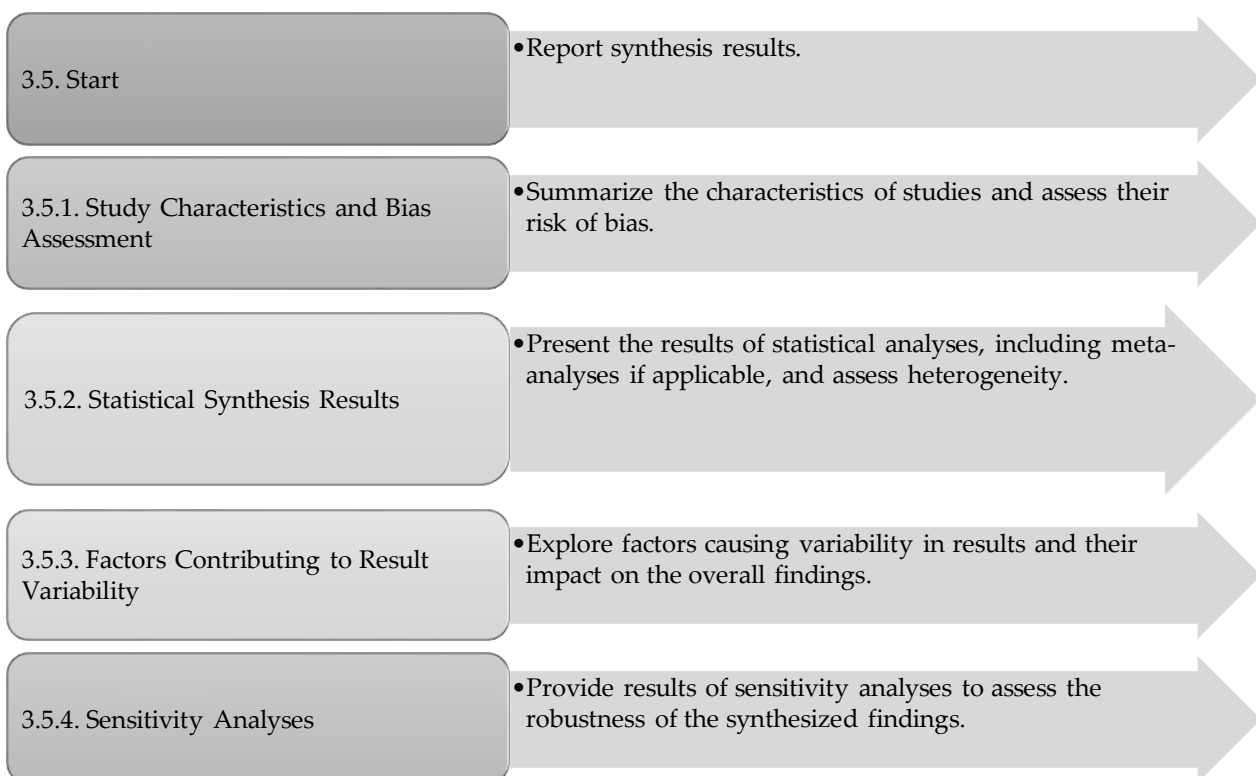 3.5. Start
•Report synthesis results.
3.5.1. Study Characteristics and Bias
Assessment
•Summarize the characteristics of studies and assess their
risk of bias.
3.5.2. Statistical Synthesis Results
•Present the results of statistical analyses, including meta-
analyses if applicable, and assess heterogeneity.
3.5.3. Factors Contributing to Result
Variability
•Explore factors causing variability in results and their
impact on the overall findings.
3.5.4. Sensitivity Analyses
•Provide results of sensitivity analyses to assess the
robustness of the synthesized findings.